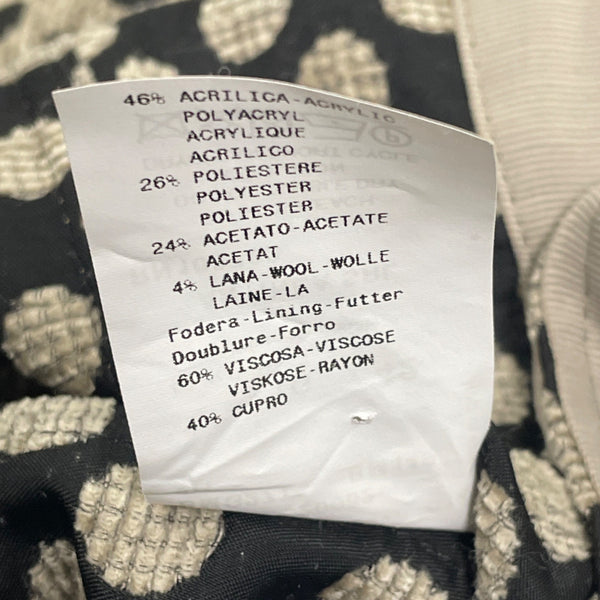 46% ACRILICA-ACRYLIC
POLYACRYL
ACRYLIQUE
ACRILICO
26% POLIESTERE
POLYESTER
POLIESTER
24% ACETATO-ACETATE
ACETAT
4% LANA-WOOL-WOLLE
LAINE-LA
Fodera-Lining-Futter
Doublure-Forro
60% VISCOSA-VISCOSE
VISKOSE-RAYON
40% CUPRO